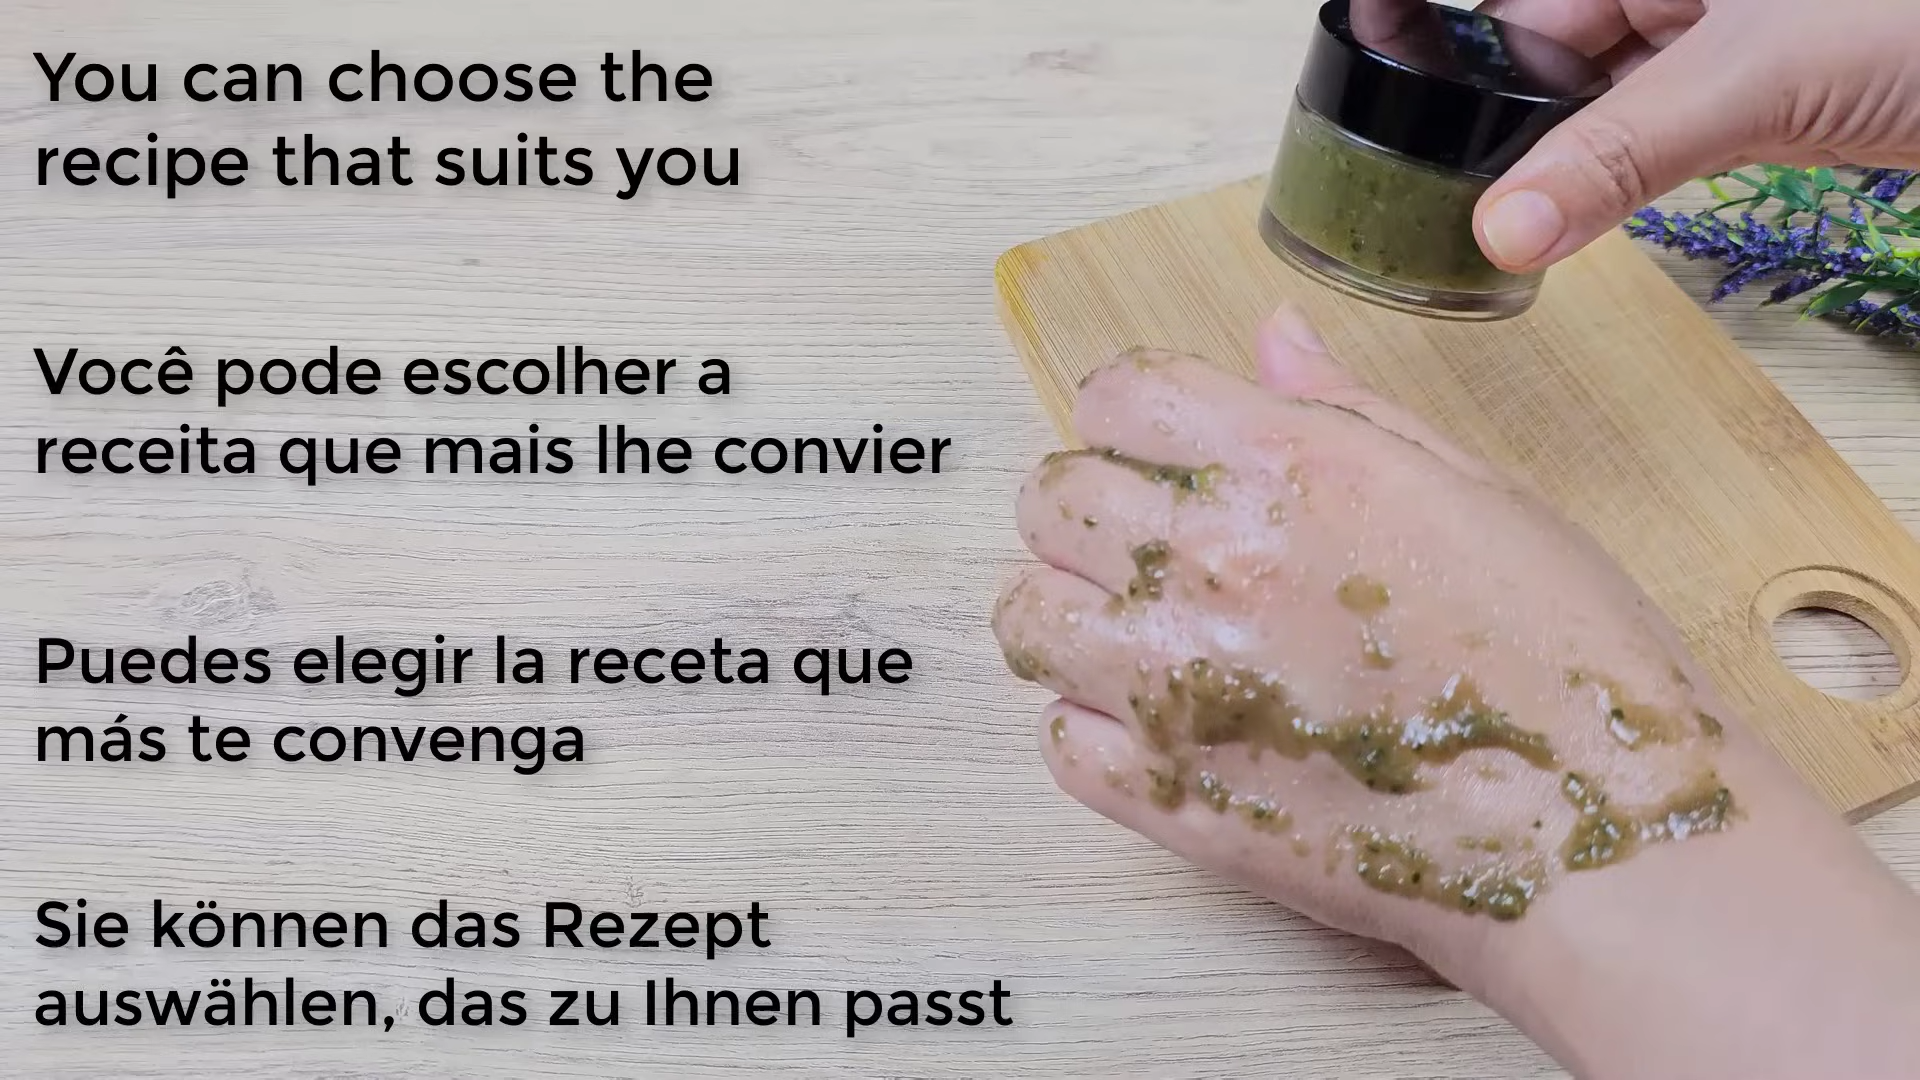 You can choose the
recipe that suits you
Você pode escolher a
receita que mais lhe convier
Puedes elegir la receta que
más te convenga
Sie können das Rezept
auswählen, das zu Ihnen passt